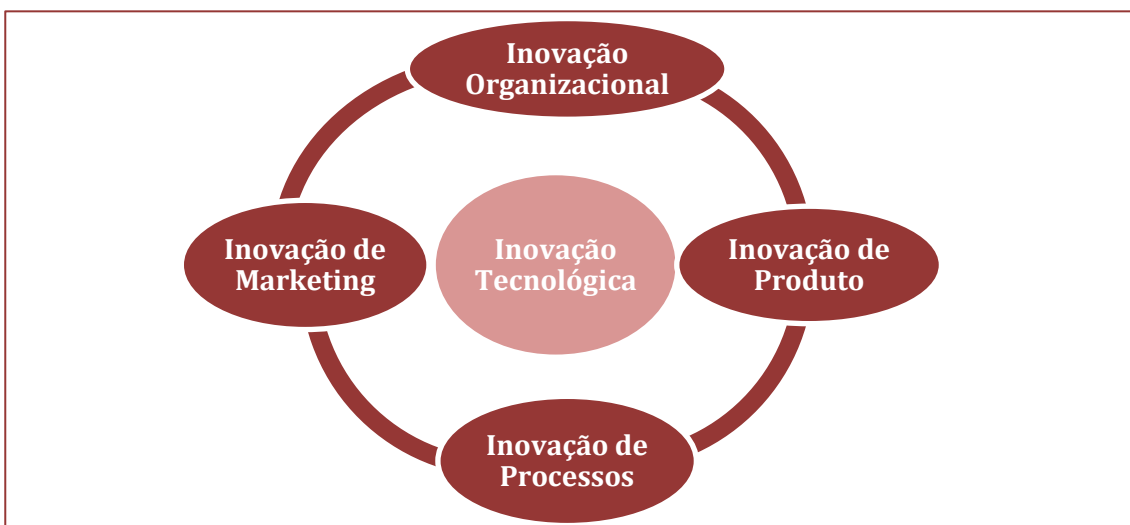 Inovação
Organizacional
Inovação de
Marketing
Inovação
Tecnológica
Inovação de
Produto
Inovação de
Processos